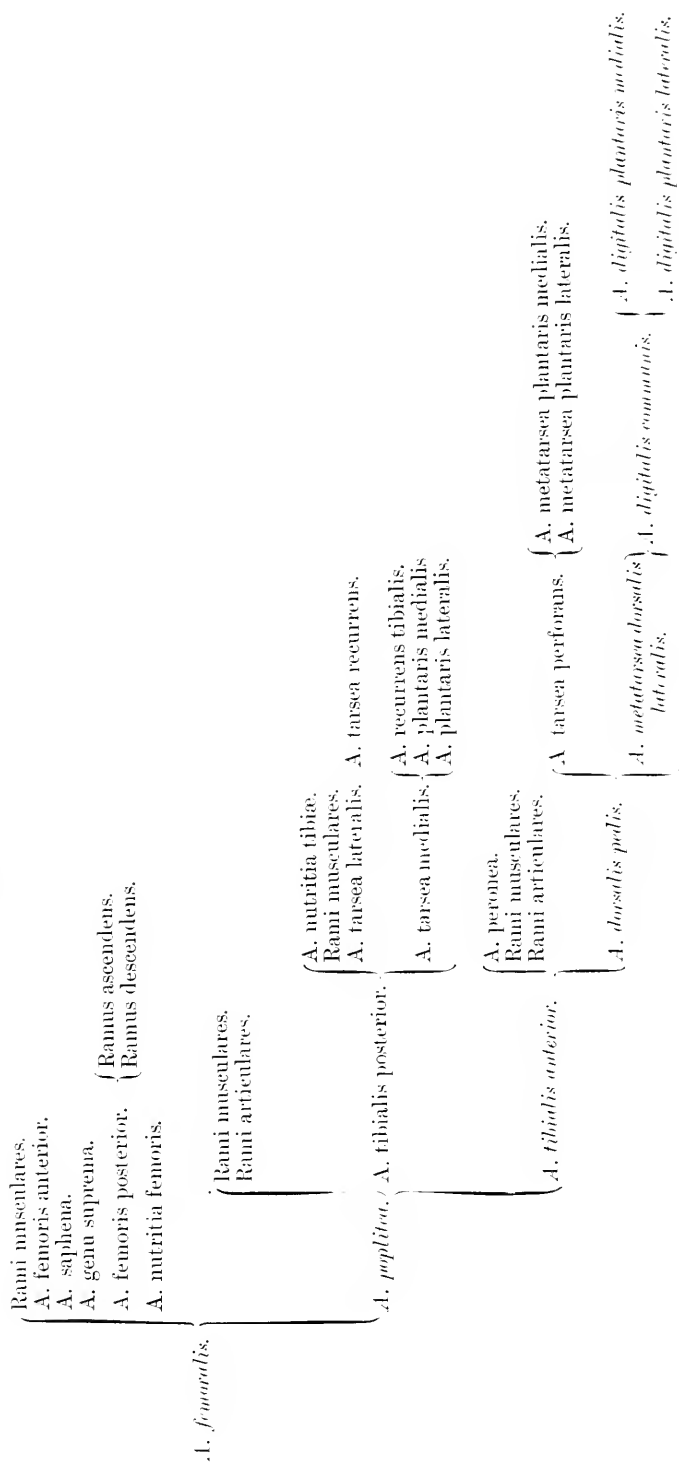 A. femoralis.
Rami musculares.
A. femoris anterior.
A. saphena.
A. genu suprema.
A. femoris posterior.
Ramus ascendens.
Ramus descendens.
A. nutritia femoris.
A. poplitea.
Rami musculares.
Rami articulares.
A. tibialis posterior.
A. nutritia tibiæ.
Rami musculares.
A. tarsea lateralis.
A. tarsea recurrens.
A. tarsea medialis.
A. recurrens tibialis.
A. plantaris medialis
A. plantaris lateralis.
A. tibialis anterior.
A. peronea.
Rami musculares.
Rami articulares.
A. dorsalis pedis.
A tarsea perforans.
A. metatarsea plantaris medialis.
A. metatarsea plantaris lateralis.
A. metatarsea dorsalis
lateralis.
A. digitalis communis.
A. digitalis plantaris medialis.
A. digitalis plantaris lateralis.